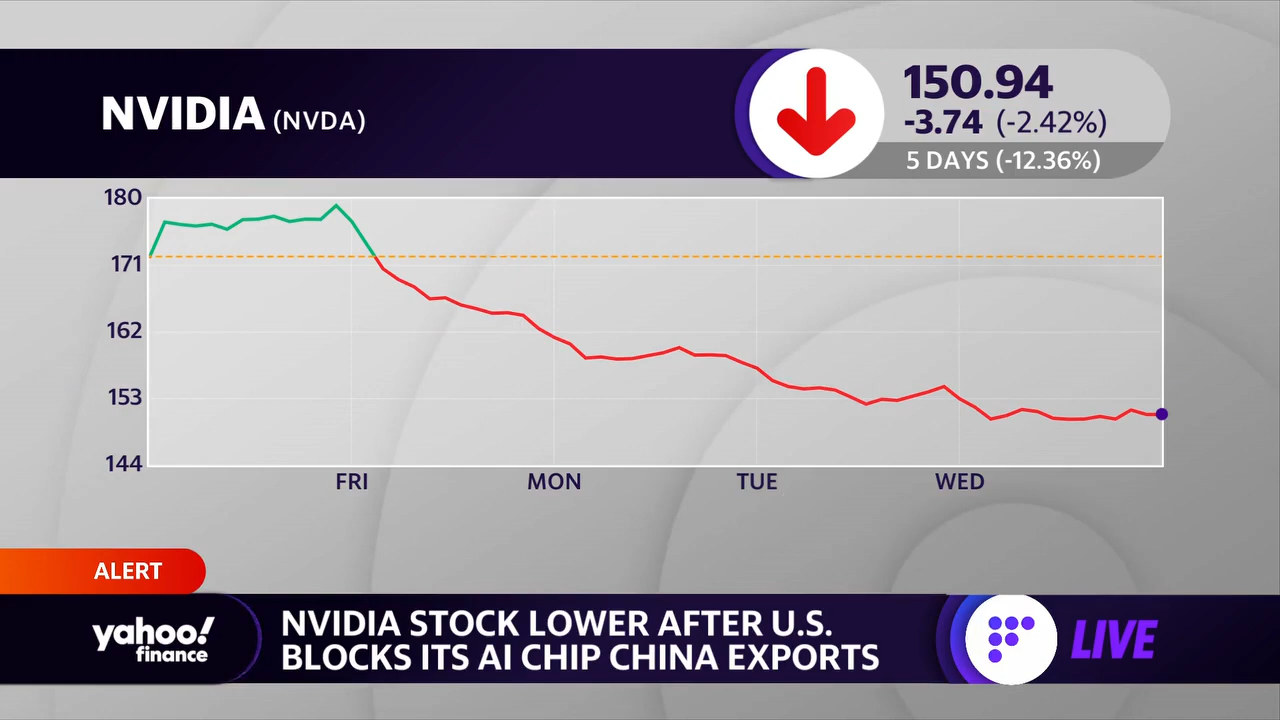 NVIDIA (NVDA)
150.94
-3.74 (-2.42%)
5 DAYS (-12.36%)
180
171
162
153
144
FRI MON TUE WED
ALERT
yahoo!
finance
NVIDIA STOCK LOWER AFTER U.S.
BLOCKS ITS AI CHIP CHINA EXPORTS
LIVE